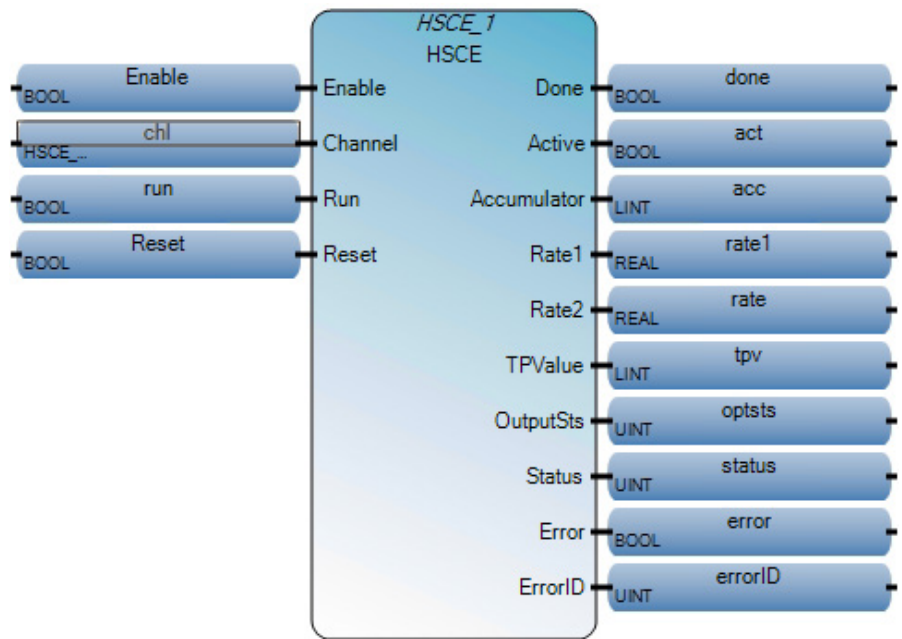 HSCE_1
HSCE
Enable
BOOL
Enable
Done
done
BOOL
chl
HSCE_...
Channel
Active
act
BOOL
run
BOOL
Run
Accumulator
acc
LINT
Reset
BOOL
Reset
Rate1
rate1
REAL
Rate2
rate
REAL
TPValue
tpv
LINT
OutputSts
optsts
UINT
Status
status
UINT
Error
error
BOOL
ErrorID
errorID
UINT